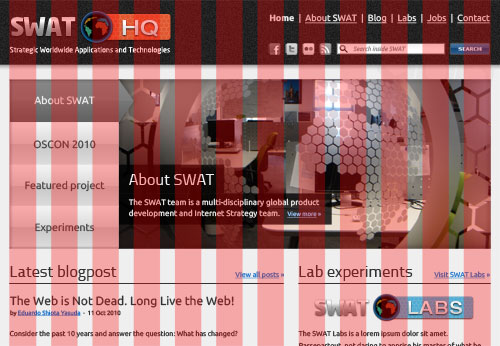 SWAT HQ
Strategic Worldwide Applications and Technologies
Home | About SWAT | Blog | Labs | Jobs | Contact
Search inside SWAT
SEARCH
About SWAT
OSCON 2010
Featured project
Experiments
About SWAT
The SWAT team is a multi-disciplinary global product
development and Internet Strategy team. View more »
Latest blogpost
View all posts »
The Web is Not Dead. Long Live the Web!
by Eduardo Shiota Yasuda - 11 Oct 2010
Consider the past 10 years and answer the question: What has changed?
Lab experiments
Visit SWAT Labs »
SWAT LABS
The SWAT Labs is a lorem ipsum dolor sit amet.
Passepartout, not daring to apprise his master of what he